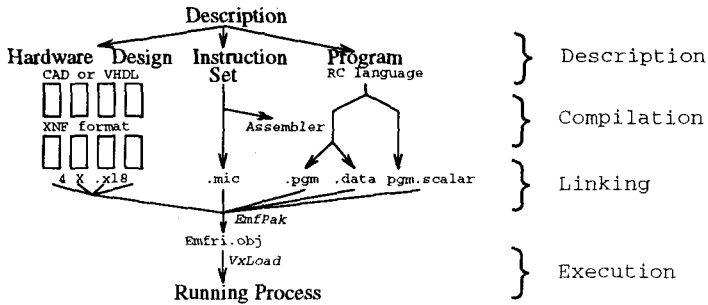 Description
Hardware Design Instruction Set Program
CAD or VHDL RC language
Description
XNF format
Assembler
Compilation
4 X .xl8 .mic .pgm .data pgm.scalar
Linking
EmfPak
Emfri.obj
VxLoad
Execution
Running Process